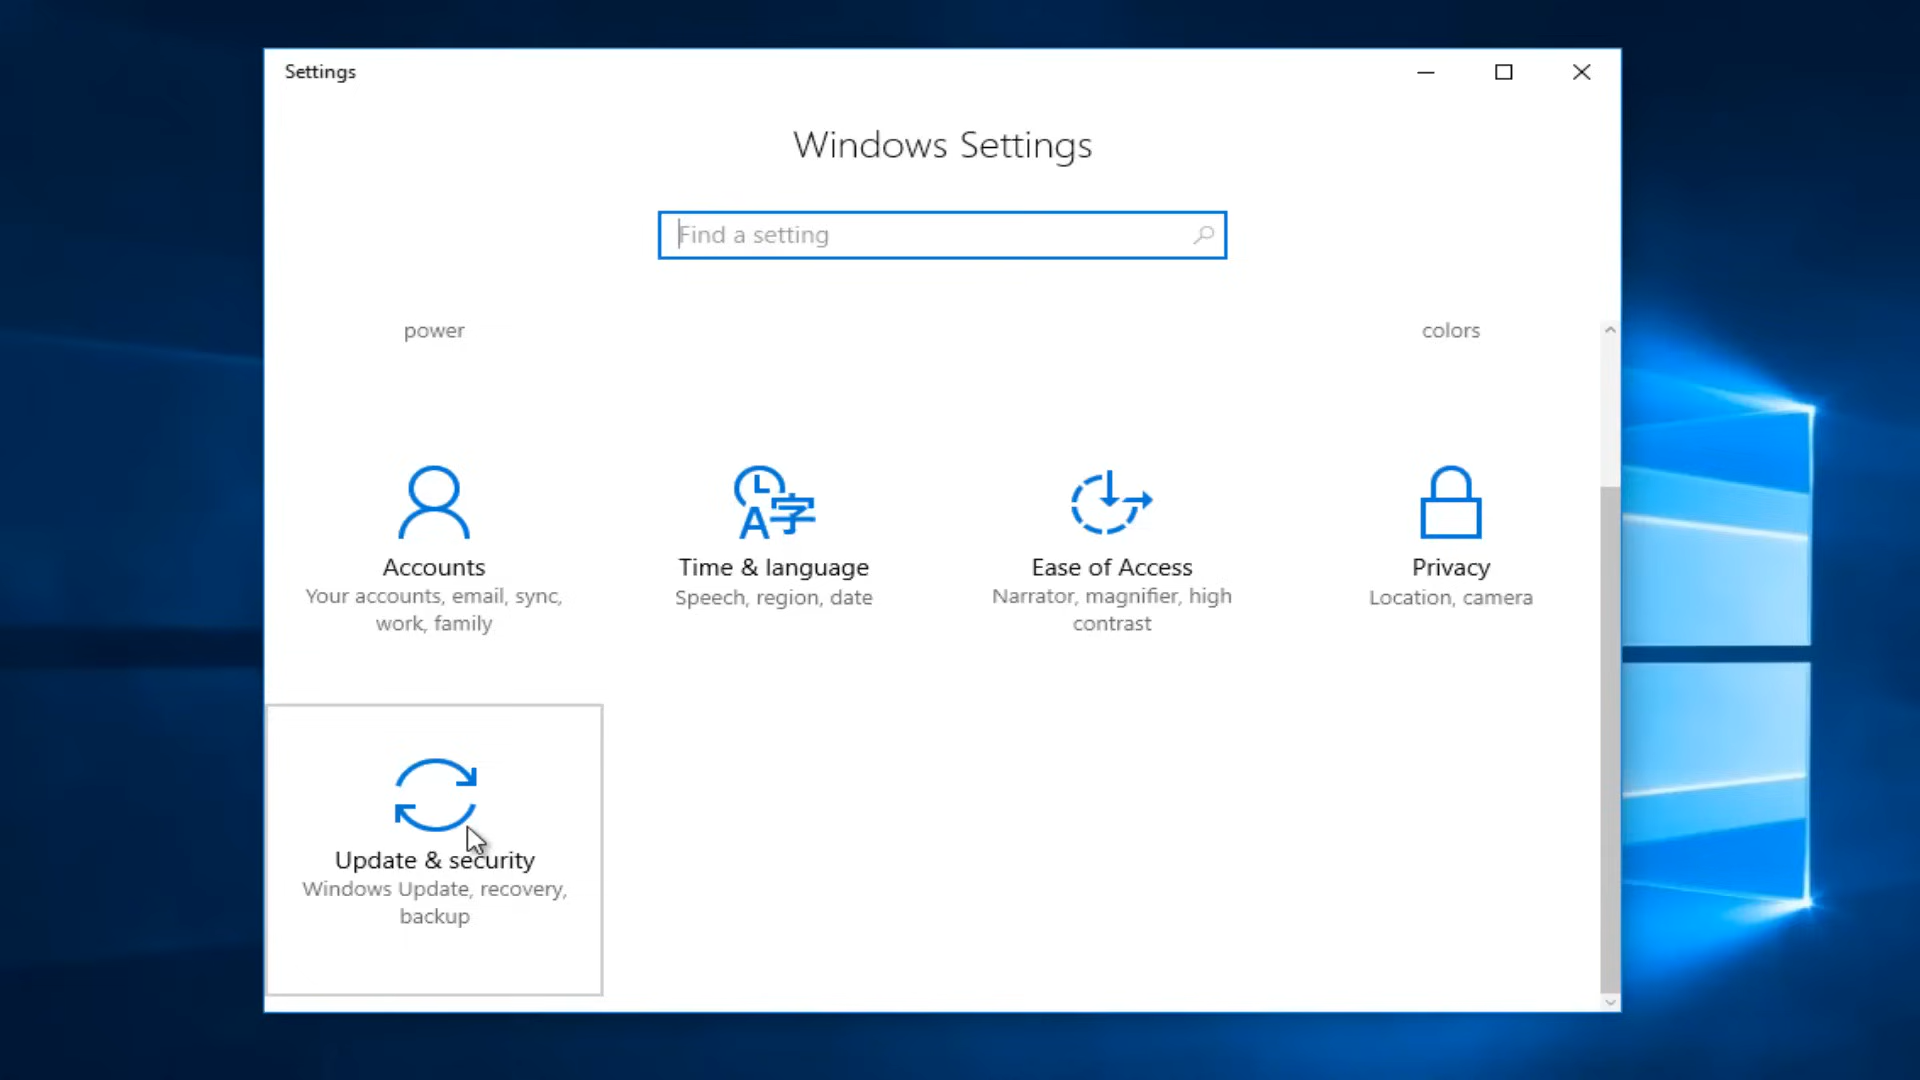 Settings
Windows Settings
Find a setting
power
colors
Accounts
Your accounts, email, sync,
work, family
Time & language
Speech, region, date
Ease of Access
Narrator, magnifier, high
contrast
Privacy
Location, camera
Update & security
Windows Update, recovery,
backup